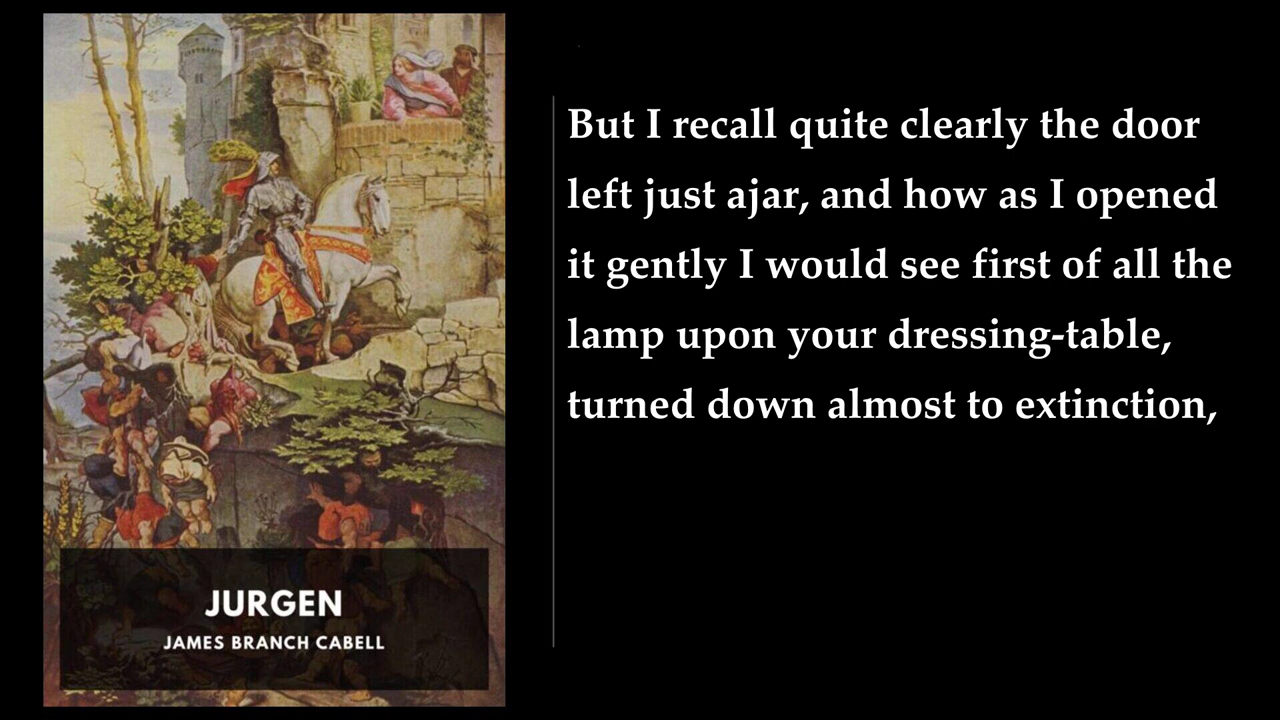 JURGEN
JAMES BRANCH CABELL
But I recall quite clearly the door
left just ajar, and how as I opened
it gently I would see first of all the
lamp upon your dressing-table,
turned down almost to extinction,